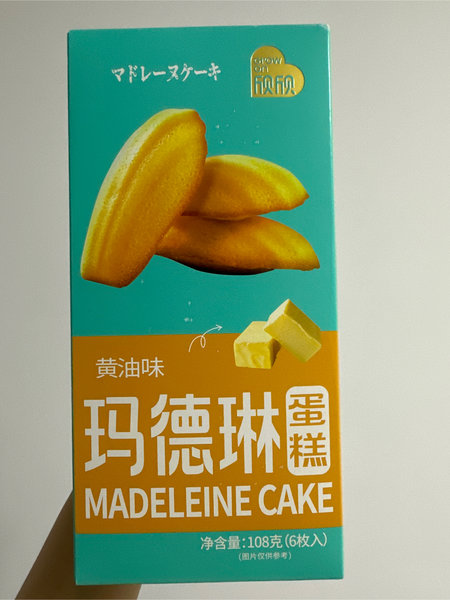 マドレーヌケーキ
GROW
ON
欣欣
黄油味
玛德琳
蛋糕
MADELEINE CAKE
净含量:108克(6枚入)
(图片仅供参考)